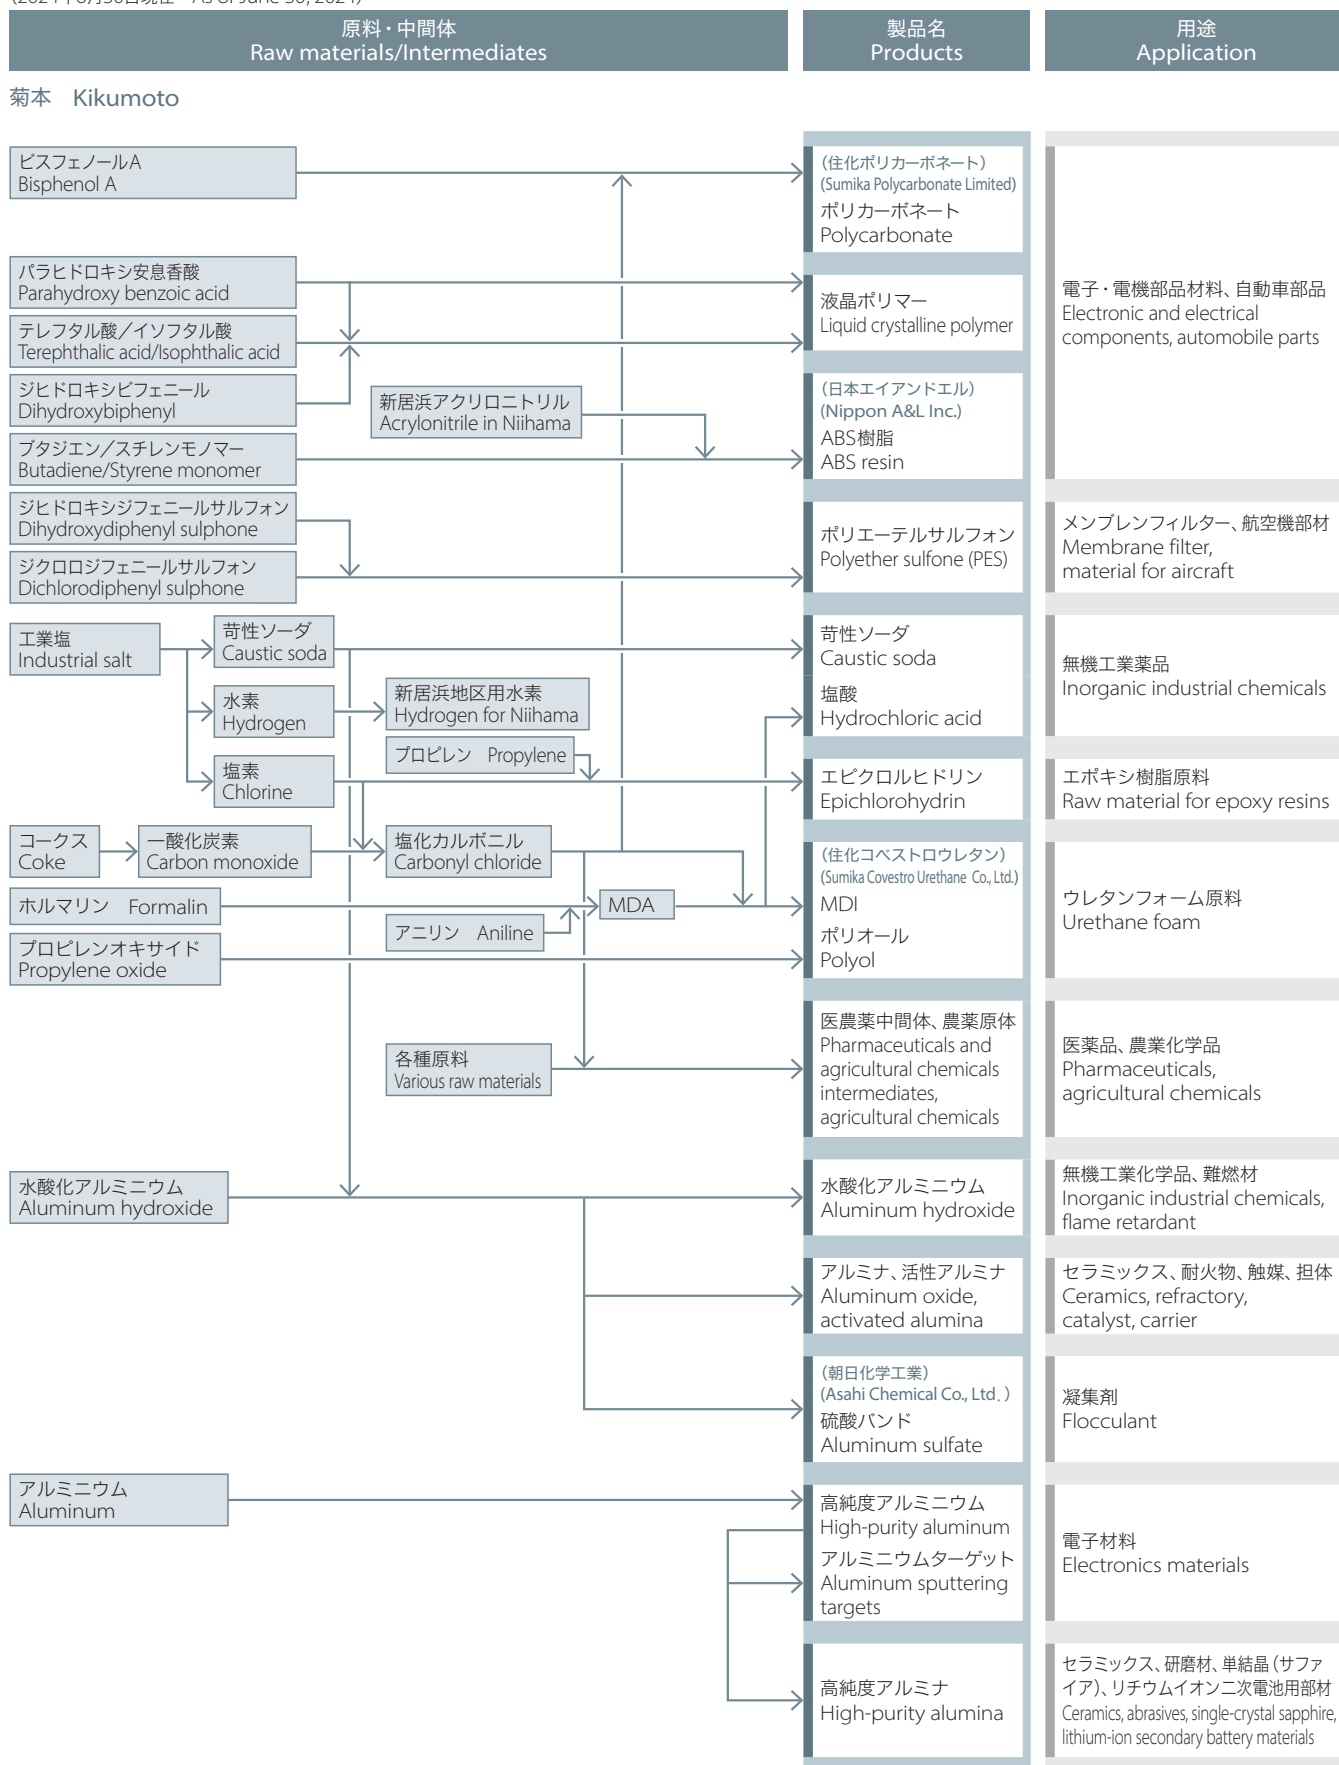 (2024年6月30日現在 As of June 30, 2024)
原料・中間体
Raw materials/Intermediates
製品名
Products
用途
Application
菊本 Kikumoto
ビスフェノールA
Bisphenol A
(住化ポリカーボネート)
(Sumika Polycarbonate Limited)
ポリカーボネート
Polycarbonate
パラヒドロキシ安息香酸
Parahydroxy benzoic acid
テレフタル酸/イソフタル酸
Terephthalic acid/Isophthalic acid
液晶ポリマー
Liquid crystalline polymer
電子・電機部品材料、自動車部品
Electronic and electrical
components, automobile parts
ジヒドロキシビフェニール
Dihydroxybiphenyl
新居浜アクリロニトリル
Acrylonitrile in Niihama
ブタジエン/スチレンモノマー
Butadiene/Styrene monomer
(日本エイアンドエル)
(Nippon A&L Inc.)
ABS樹脂
ABS resin
ジヒドロキシジフェニールサルフォン
Dihydroxydiphenyl sulphone
ジクロロジフェニールサルフォン
Dichlorodiphenyl sulphone
ポリエーテルサルフォン
Polyether sulfone (PES)
メンブレンフィルター、航空機部材
Membrane filter,
material for aircraft
工業塩
Industrial salt
苛性ソーダ
Caustic soda
苛性ソーダ
Caustic soda
水素
Hydrogen
新居浜地区用水素
Hydrogen for Niihama
塩酸
Hydrochloric acid
無機工業薬品
Inorganic industrial chemicals
プロピレン Propylene
塩素
Chlorine
エピクロルヒドリン
Epichlorohydrin
エポキシ樹脂原料
Raw material for epoxy resins
コークス
Coke
一酸化炭素
Carbon monoxide
塩化カルボニル
Carbonyl chloride
(住化コベストロウレタン)
(Sumika Covestro Urethane Co., Ltd.)
MDI
ポリオール
Polyol
ウレタンフォーム原料
Urethane foam
ホルマリン Formalin
MDA
アニリン Aniline
プロピレンオキサイド
Propylene oxide
各種原料
Various raw materials
医農薬中間体、農薬原体
Pharmaceuticals and
agricultural chemicals
intermediates,
agricultural chemicals
医薬品、農業化学品
Pharmaceuticals,
agricultural chemicals
水酸化アルミニウム
Aluminum hydroxide
水酸化アルミニウム
Aluminum hydroxide
無機工業化学品、難燃材
Inorganic industrial chemicals,
flame retardant
アルミナ、活性アルミナ
Aluminum oxide,
activated alumina
セラミックス、耐火物、触媒、担体
Ceramics, refractory,
catalyst, carrier
(朝日化学工業)
(Asahi Chemical Co., Ltd.)
硫酸バンド
Aluminum sulfate
凝集剤
Flocculant
アルミニウム
Aluminum
高純度アルミニウム
High-purity aluminum
アルミニウムターゲット
Aluminum sputtering
targets
電子材料
Electronics materials
高純度アルミナ
High-purity alumina
セラミックス、研磨材、単結晶(サファ
イア)、リチウムイオン二次電池用部材
Ceramics, abrasives, single-crystal sapphire,
lithium-ion secondary battery materials